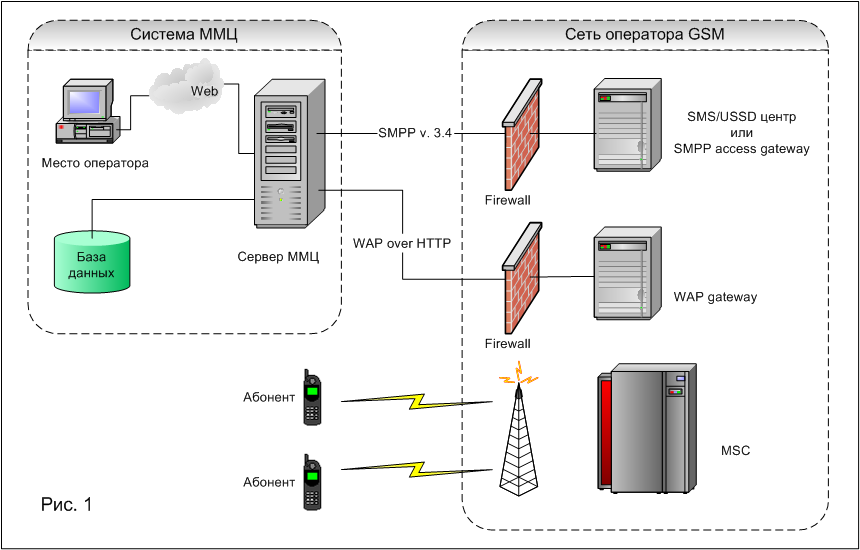 Система ММЦ
Сеть оператора GSM
Web
Место оператора
База
данных
Сервер ММЦ
SMPP v. 3.4
WAP over HTTP
Firewall
SMS/USSD центр
или
SMPP access gateway
Firewall
WAP gateway
Абонент
Абонент
MSC
Рис. 1